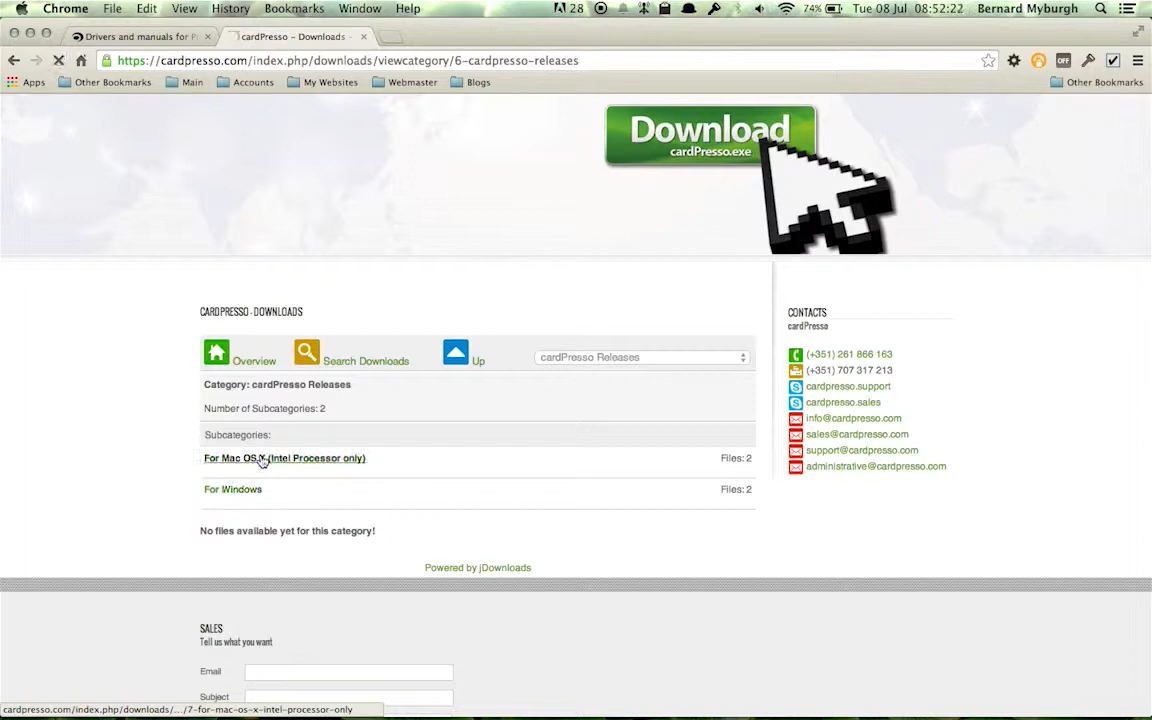 Chrome File Edit View History Bookmarks Window Help 28 74% Tue 08 Jul 08:52:22 Bernard Myburgh
Drivers and manuals for P cardPresso - Downloads -
https://cardpresso.com/index.php/downloads/viewcategory/6-cardpresso-releases OFF
Apps Other Bookmarks Main Accounts My Websites Webmaster Blogs Other Bookmarks
Download
cardPresso.exe
CARDPRESSO - DOWNLOADS
Overview Search Downloads Up cardPresso Releases
Category: cardPresso Releases
Number of Subcategories: 2
Subcategories:
For Mac OS X (Intel Processor only) Files: 2
For Windows Files: 2
No files available yet for this category!
Powered by jDownloads
CONTACTS
cardPresso
(+351) 261 866 163
(+351) 707 317 213
cardpresso.support
cardpresso.sales
info@cardpresso.com
sales@cardpresso.com
support@cardpresso.com
administrative@cardpresso.com
SALES
Tell us what you want
Email
Subject
cardpresso.com/index.php/downloads/.../7-for-mac-os-x-intel-processor-only